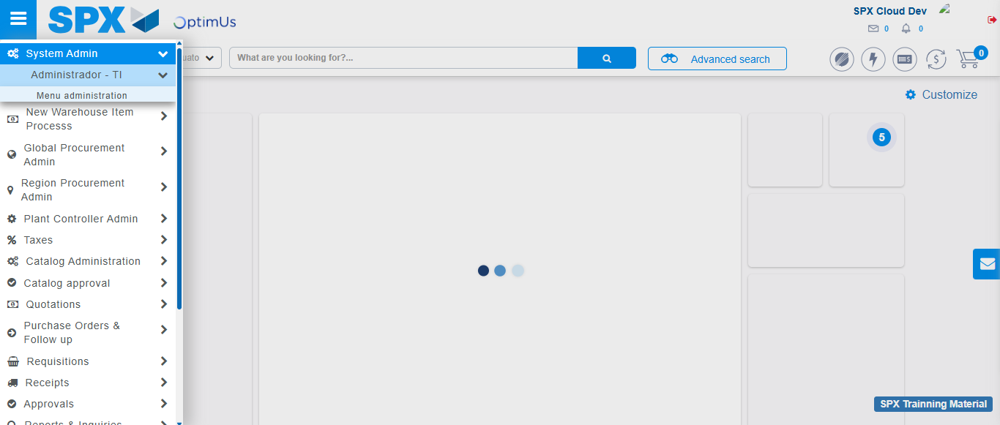 SPX
OptimUs
SPX Cloud Dev
0
0
System Admin
Administrador - TI
Menu administration
What are you looking for?...
Advanced search
0
Customize
New Warehouse Item
Processs
Global Procurement
Admin
Region Procurement
Admin
Plant Controller Admin
Taxes
Catalog Administration
Catalog approval
Quotations
Purchase Orders &
Follow up
Requisitions
Receipts
Approvals
Reports & Inquiries
5
SPX Trainning Material